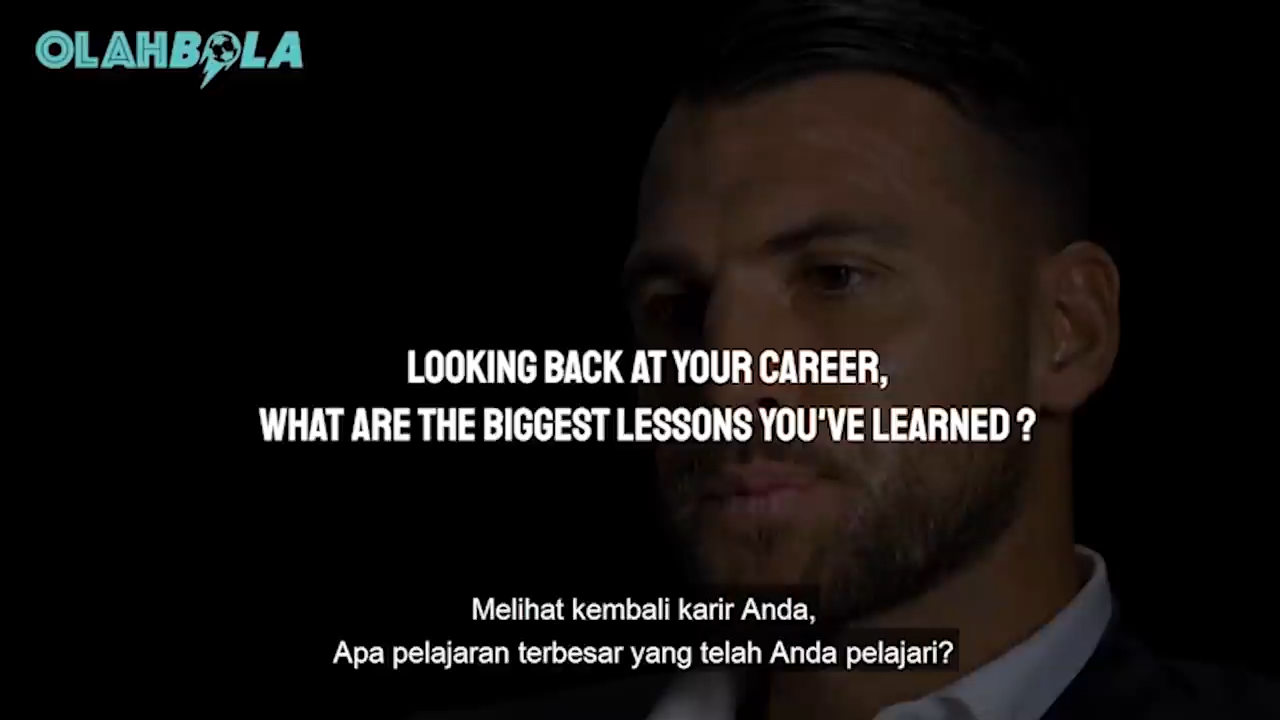 OLAHBOLA
LOOKING BACK AT YOUR CAREER,
WHAT ARE THE BIGGEST LESSONS YOU'VE LEARNED ?
Melihat kembali karir Anda,
Apa pelajaran terbesar yang telah Anda pelajari?